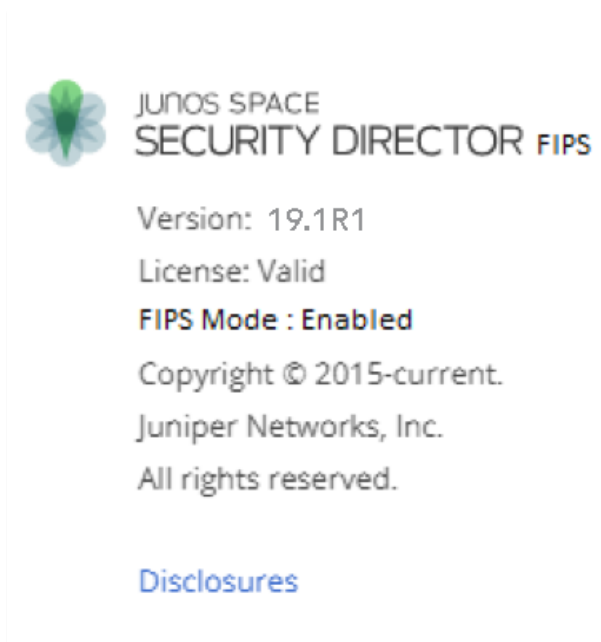 JUNOS SPACE
SECURITY DIRECTOR FIPS
Version: 19.1R1
License: Valid
FIPS Mode : Enabled
Copyright © 2015-current.
Juniper Networks, Inc.
All rights reserved.
Disclosures